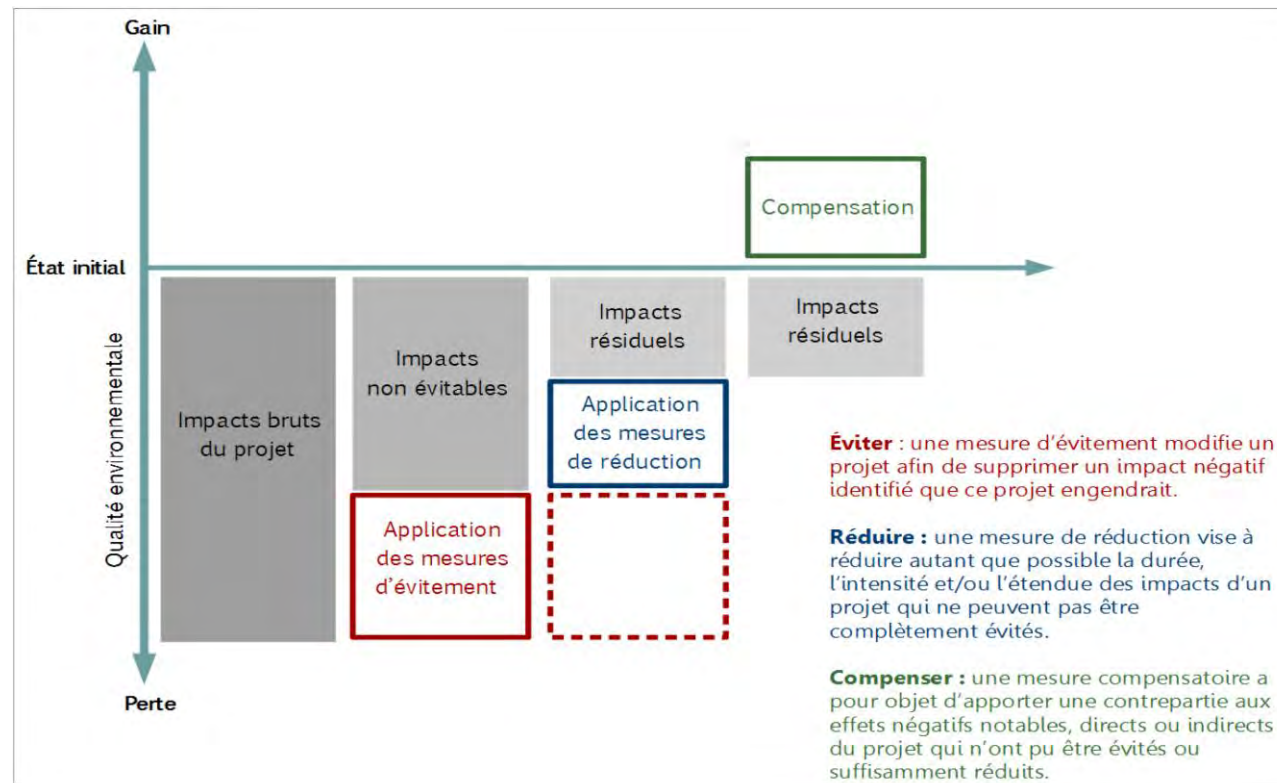 Gain
État initial
Qualité environnementale
Perte
Impacts bruts
du projet
Impacts
non évitables
Application
des mesures
d'évitement
Impacts
résiduels
Application
des mesures
de réduction
Compensation
Impacts
résiduels
Éviter : une mesure d'évitement modifie un
projet afin de supprimer un impact négatif
identifié que ce projet engendrait.
Réduire : une mesure de réduction vise à
réduire autant que possible la durée,
l'intensité et/ou l'étendue des impacts d'un
projet qui ne peuvent pas être
complètement évités.
Compenser : une mesure compensatoire a
pour objet d'apporter une contrepartie aux
effets négatifs notables, directs ou indirects
du projet qui n'ont pu être évités ou
suffisamment réduits.